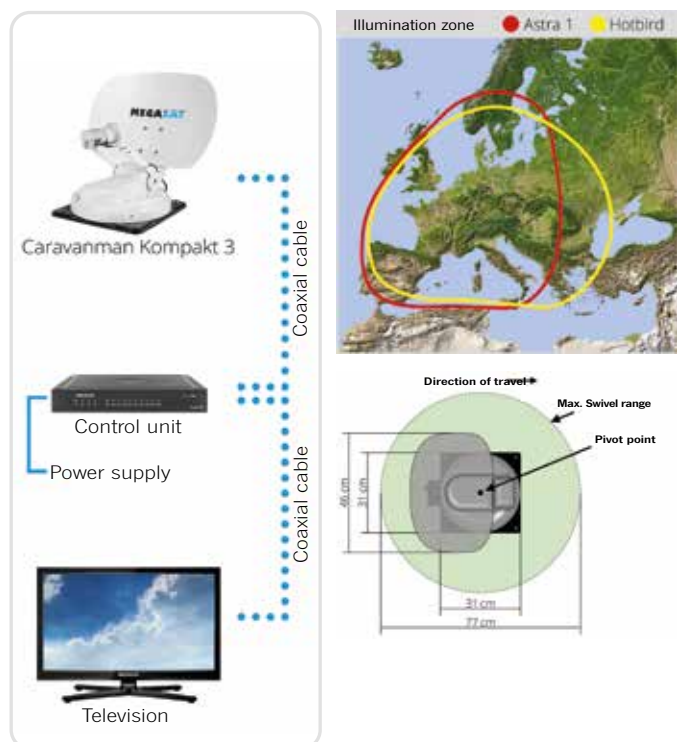 MEGASAT
Caravanman Kompakt 3
Coaxial cable
Control unit
Power supply
Coaxial cable
Television
Illumination zone
Astra 1
Hotbird
Direction of travel
Max. Swivel range
Pivot point
46 cm
31 cm
31 cm
77 cm